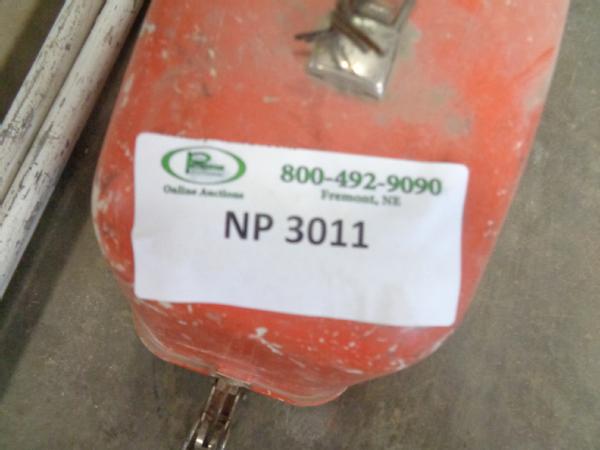 800-492-9090
Online Auctions
Fremont, NE
NP 3011